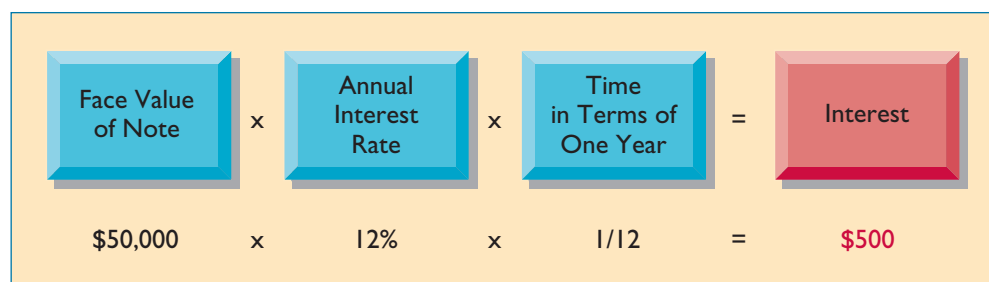 Face Value
of Note
x
Annual
Interest
Rate
x
Time
in Terms of
One Year
=
Interest
$50,000 x 12% x 1/12 = $500